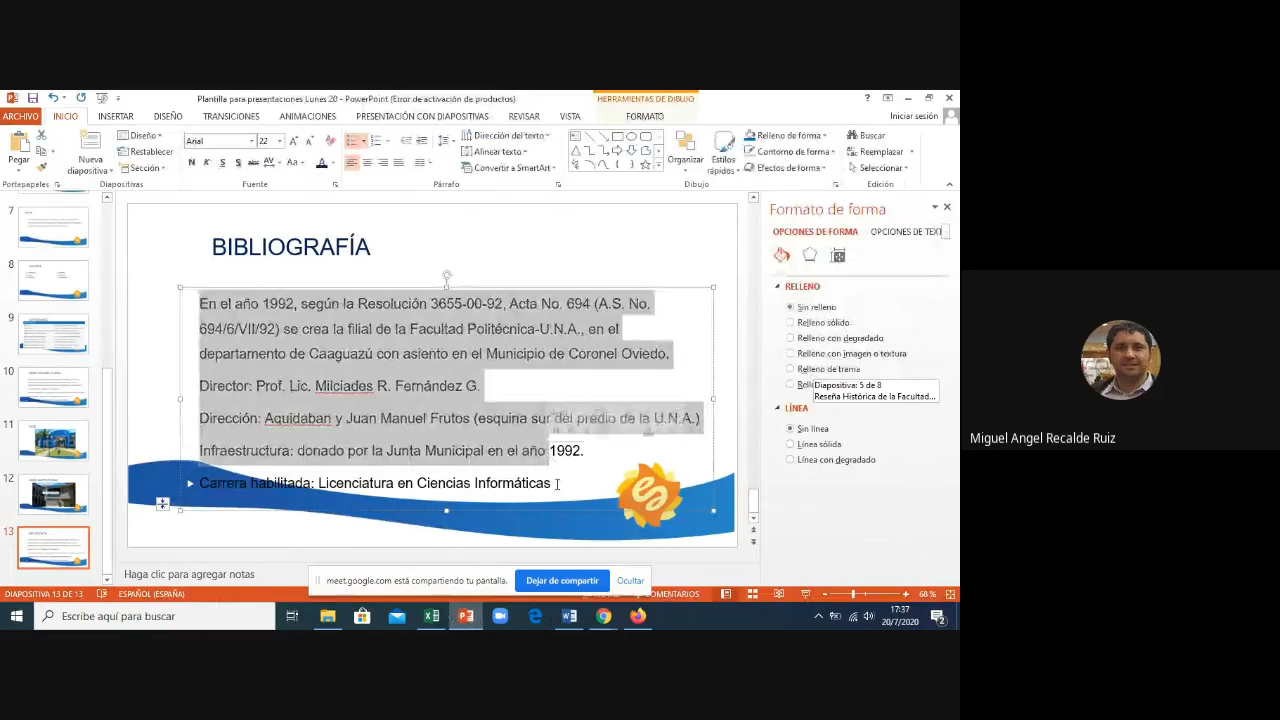 Plantilla para presentaciones Lunes 20 - PowerPoint (Error de activación de productos)
HERRAMIENTAS DE DIBUJO
ARCHIVO INICIO INSERTAR DISEÑO TRANSICIONES ANIMACIONES PRESENTACIÓN CON DIAPOSITIVAS REVISAR VISTA FORMATO Iniciar sesión
Pegar
Nueva diapositiva
Diseño
Restablecer
Sección
Arial 22
Dirección del texto
Alinear texto
Convertir a SmartArt
Organizar
Estilos rápidos
Relleno de forma
Contorno de forma
Efectos de forma
Buscar
Reemplazar
Seleccionar
Portapapeles Diapositivas Fuente Párrafo Dibujo Edición
7
8
9
10
11
12
13
BIBLIOGRAFÍA
En el año 1992, según la Resolución 3655-00-92, Acta No. 694 (A.S. No.
694/6/VII/92) se crea la filial de la Facultad Politécnica-U.N.A., en el
departamento de Caaguazú con asiento en el Municipio de Coronel Oviedo.
Director: Prof. Lic. Milciades R. Fernández G
Dirección: Aquidaban y Juan Manuel Frutos (esquina sur del predio de la U.N.A.)
Infraestructura: donado por la Junta Municipal en el año 1992.
Carrera habilitada: Licenciatura en Ciencias Informáticas
Formato de forma
OPCIONES DE FORMA OPCIONES DE TEXT
RELLENO
Sin relleno
Relleno sólido
Relleno con degradado
Relleno con imagen o textura
Relleno de trama
Diapositiva: 5 de 8
Reseña Histórica de la Facultad...
LÍNEA
Sin línea
Línea sólida
Línea con degradado
Haga clic para agregar notas
meet.google.com está compartiendo tu pantalla. Dejar de compartir Ocultar
DIAPOSITIVA 13 DE 13 ESPAÑOL (ESPAÑA) COMENTARIOS 68 %
Escribe aquí para buscar
17:37
20/7/2020
2
Miguel Angel Recalde Ruiz